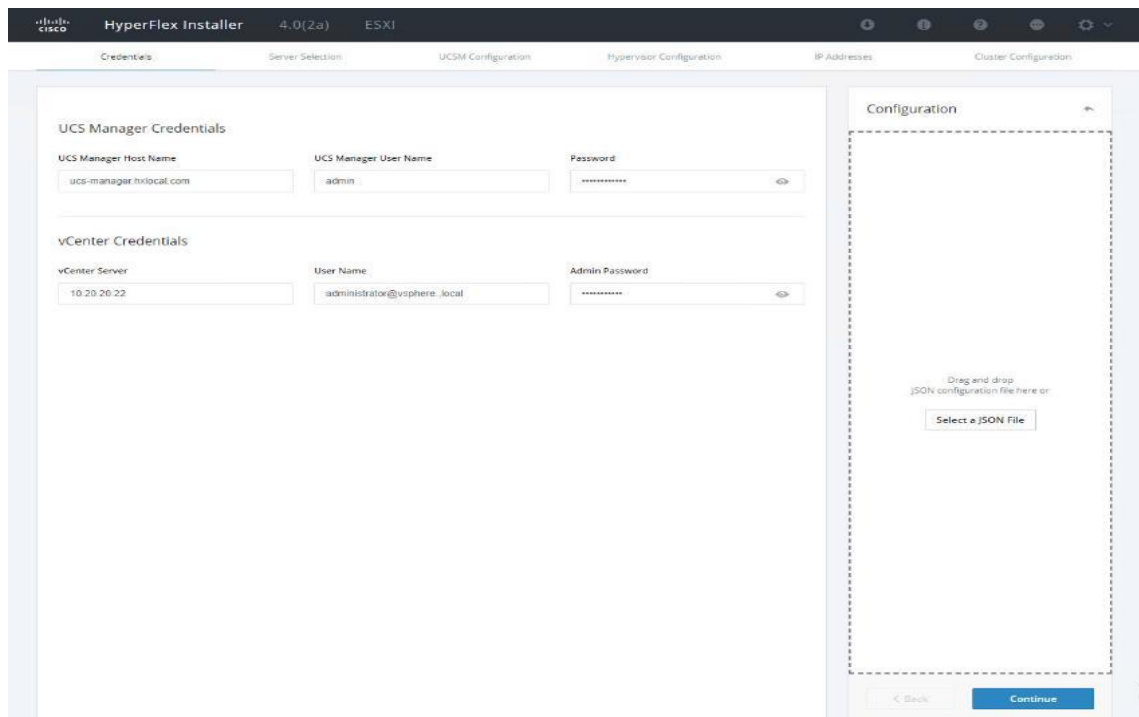 cisco HyperFlex Installer 4.0(2a) ESXI
Credentials Server Selection UCSM Configuration Hypervisor Configuration IP Addresses Cluster Configuration
Configuration
UCS Manager Credentials
UCS Manager Host Name UCS Manager User Name Password
ucs-manager.hxlocal.com admin ••••••••••••
vCenter Credentials
vCenter Server User Name Admin Password
10.20.20.22 administrator@vsphere..local •••••••••••
Drag and drop
JSON configuration file here or
Select a JSON File
< Back Continue